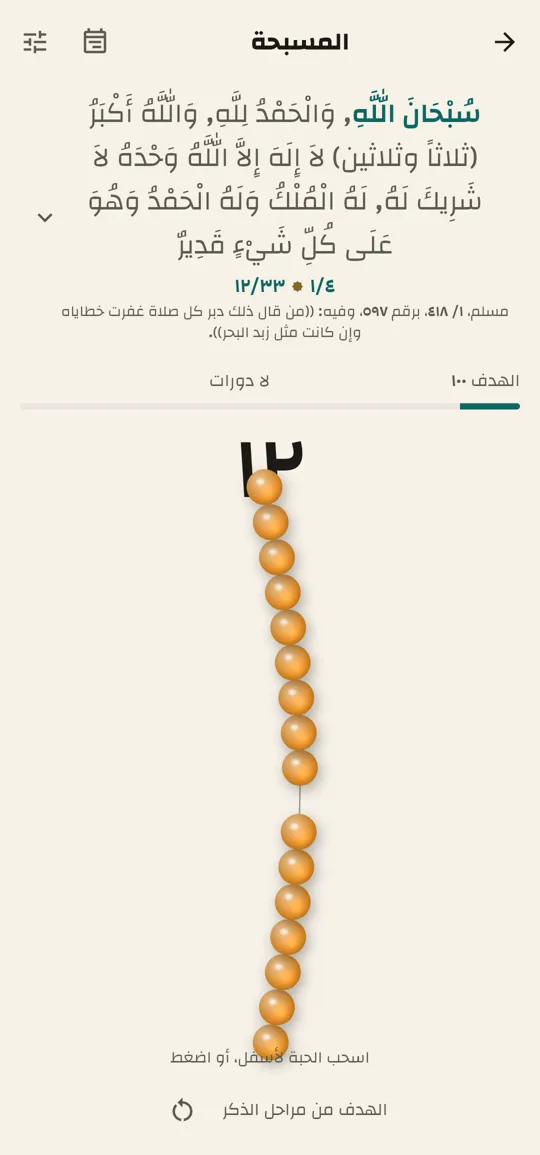 المسبحة
سُبْحَانَ اللَّهِ, وَالْحَمْدُ لِلَّهِ, وَاللَّهُ أَكْبَرُ
(ثلاثاً وثلاثين) لاَ إِلَهَ إِلاَّ اللَّهُ وَحْدَهُ لاَ
شَرِيكَ لَهُ, لَهُ الْمُلْكُ وَلَهُ الْحَمْدُ وَهُوَ
عَلَى كُلِّ شَيْءٍ قَدِيرٌ
١/٤ ١٢/٣٣
مسلم، ١/ ٤١٨، برقم ٥٩٧، وفيه: ((من قال ذلك دبر كل صلاة غفرت خطاياه
وإن كانت مثل زبد البحر)).
الهدف ١٠٠ لا دورات
١٢
اسحب الحبة لأسفل، أو اضغط
الهدف من مراحل الذكر